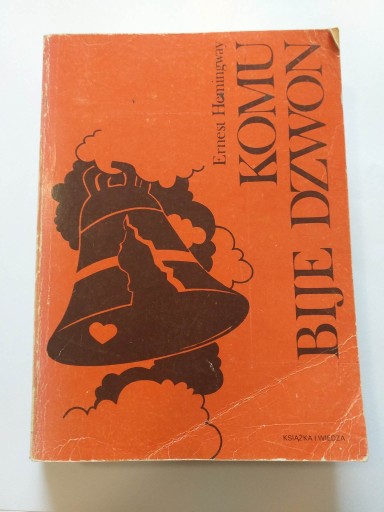 Ernest Hemingway
KOMU
BIJE DZWON
KSIĄŻKA I WIEDZA